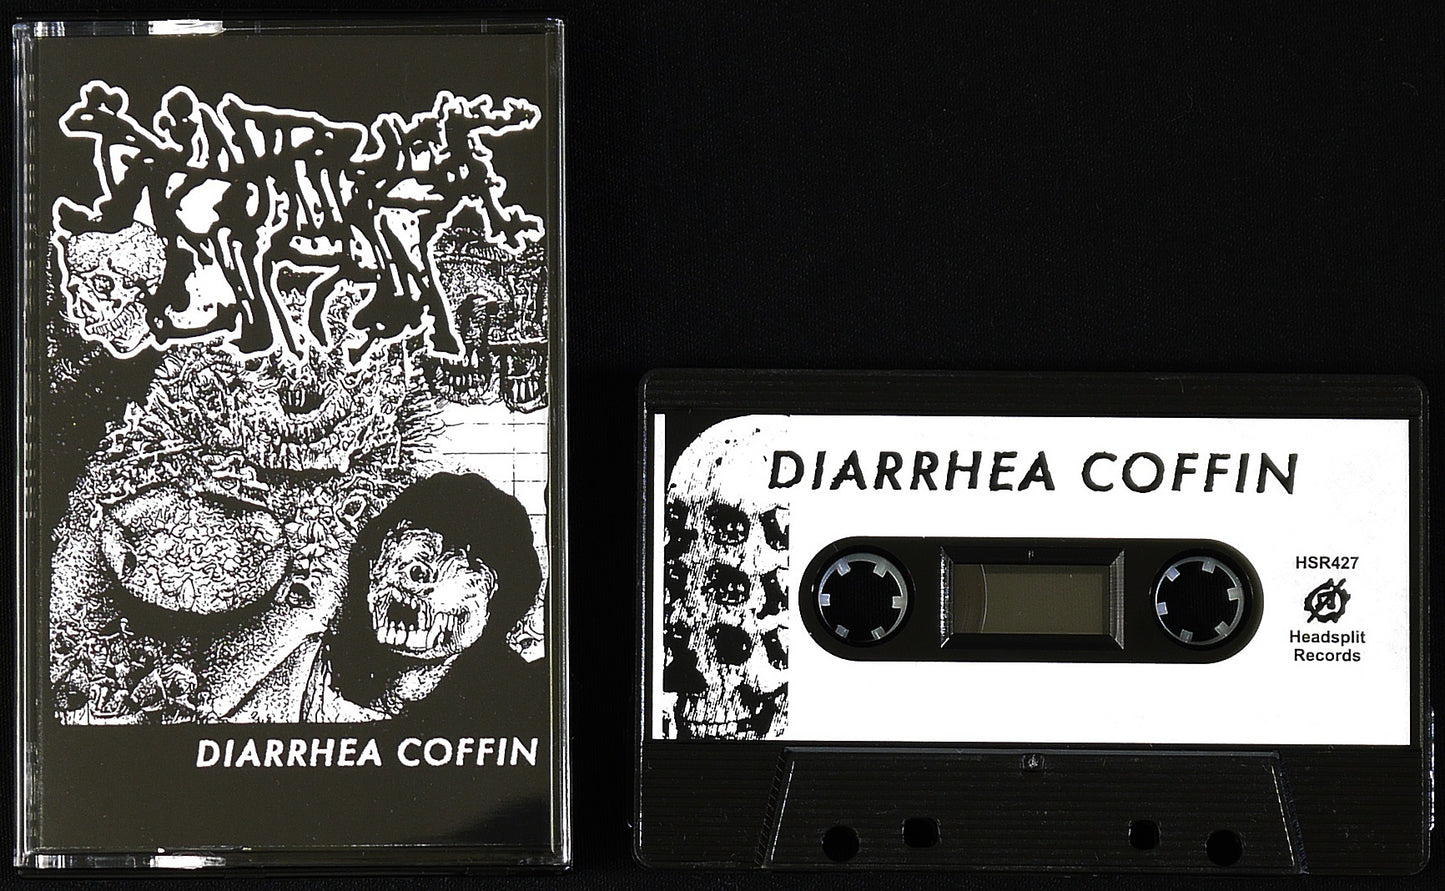 DIARRHEA COFFIN
DIARRHEA COFFIN
HSR427
Headsplit
Records